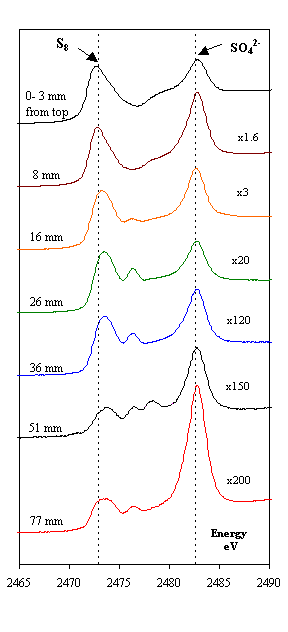 S₈
SO₄²⁻
0- 3 mm
from top
x1.6
8 mm
x3
16 mm
x20
26 mm
x120
36 mm
x150
51 mm
x200
77 mm
Energy
eV
2465 2470 2475 2480 2485 2490